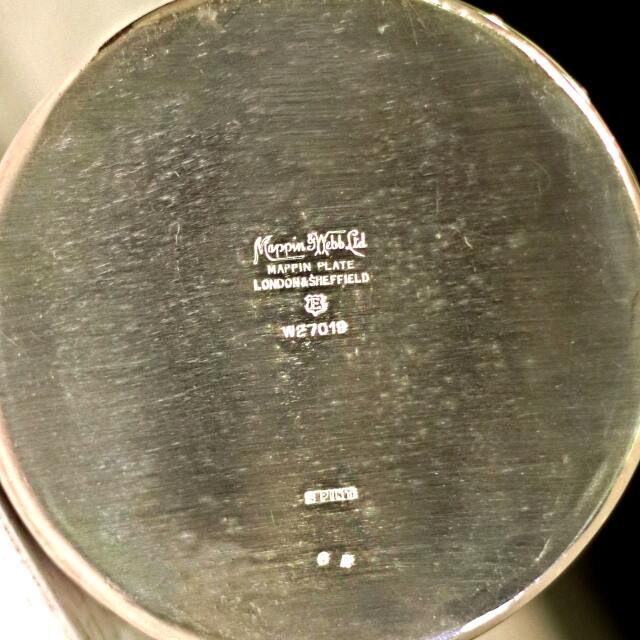 Mappin & Webb Ltd
MAPPIN PLATE
LONDON & SHEFFIELD
E
W27019